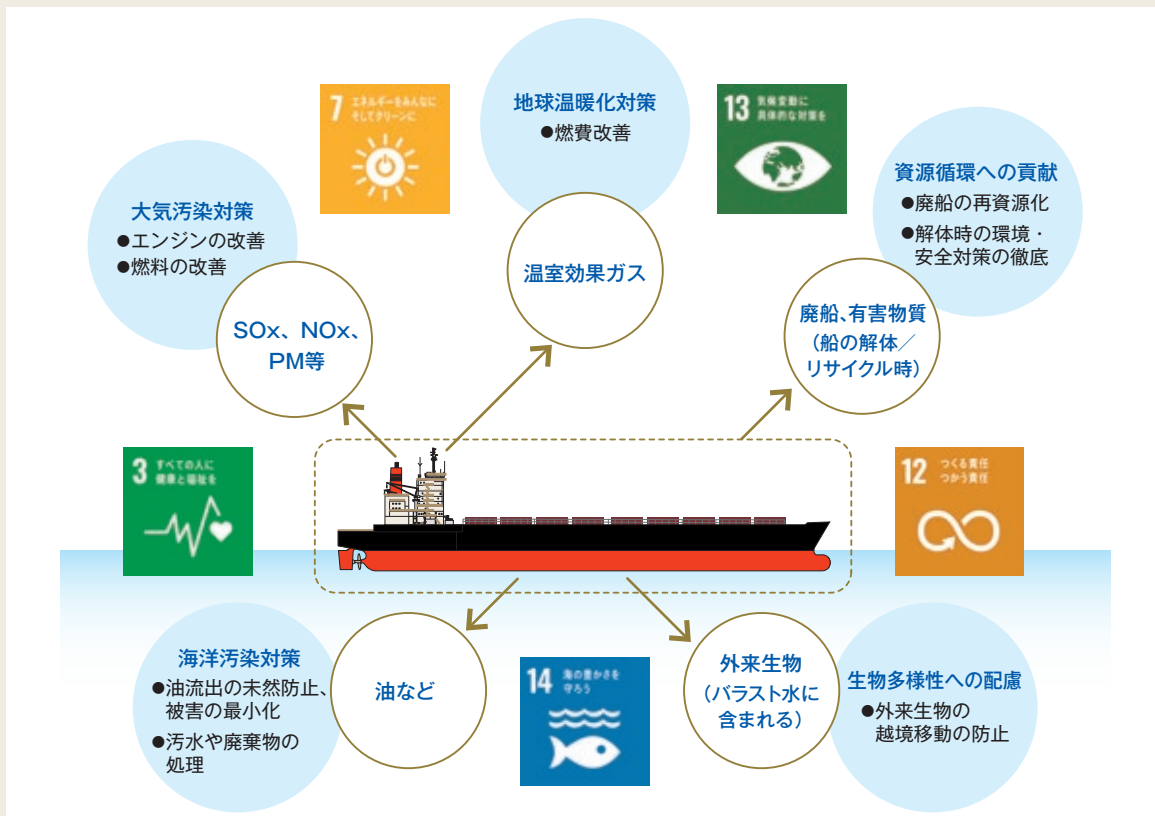 7 エネルギーをみんなに
そしてクリーンに
地球温暖化対策
●燃費改善
13 気候変動に
具体的な対策を
資源循環への貢献
●廃船の再資源化
●解体時の環境・
安全対策の徹底
大気汚染対策
●エンジンの改善
●燃料の改善
温室効果ガス
SOx、NOx、
PM等
廃船、有害物質
(船の解体／
リサイクル時)
3 すべての人に
健康と福祉を
12 つくる責任
つかう責任
海洋汚染対策
●油流出の未然防止、
被害の最小化
●汚水や廃棄物の
処理
油など
14 海の豊かさを
守ろう
外来生物
(バラスト水に
含まれる)
生物多様性への配慮
●外来生物の
越境移動の防止